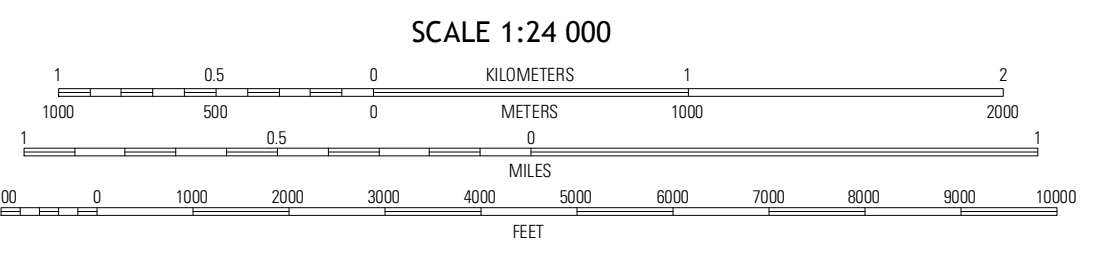 SCALE 1:24 000
1 0.5 0 KILOMETERS 1 2
1000 500 0 METERS 1000 2000
1 0.5 0 1
MILES
00 0 1000 2000 3000 4000 5000 6000 7000 8000 9000 10000
FEET